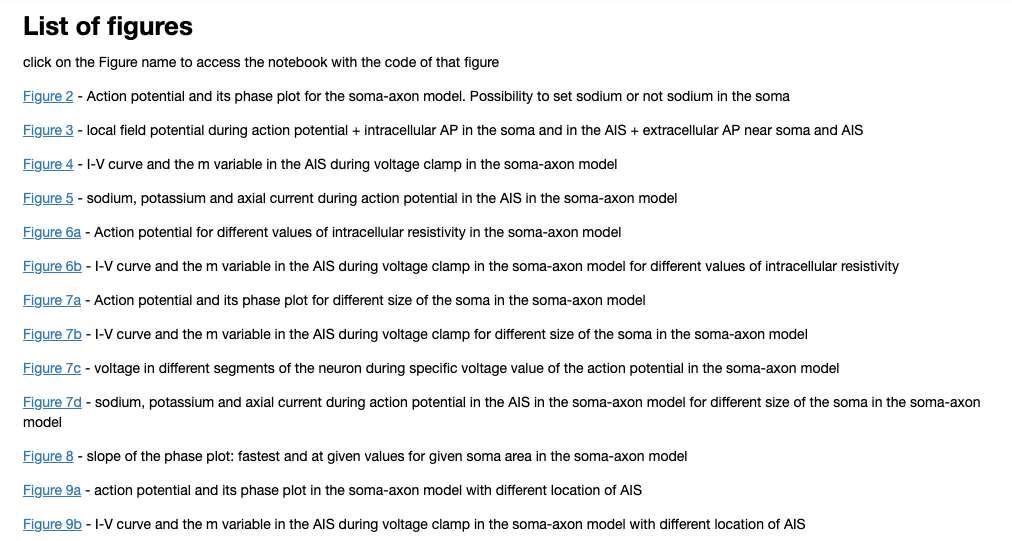 List of figures
click on the Figure name to access the notebook with the code of that figure
Figure 2 - Action potential and its phase plot for the soma-axon model. Possibility to set sodium or not sodium in the soma
Figure 3 - local field potential during action potential + intracellular AP in the soma and in the AIS + extracellular AP near soma and AIS
Figure 4 - I-V curve and the m variable in the AIS during voltage clamp in the soma-axon model
Figure 5 - sodium, potassium and axial current during action potential in the AIS in the soma-axon model
Figure 6a - Action potential for different values of intracellular resistivity in the soma-axon model
Figure 6b - I-V curve and the m variable in the AIS during voltage clamp in the soma-axon model for different values of intracellular resistivity
Figure 7a - Action potential and its phase plot for different size of the soma in the soma-axon model
Figure 7b - I-V curve and the m variable in the AIS during voltage clamp for different size of the soma in the soma-axon model
Figure 7c - voltage in different segments of the neuron during specific voltage value of the action potential in the soma-axon model
Figure 7d - sodium, potassium and axial current during action potential in the AIS in the soma-axon model for different size of the soma in the soma-axon
model
Figure 8 - slope of the phase plot: fastest and at given values for given soma area in the soma-axon model
Figure 9a - action potential and its phase plot in the soma-axon model with different location of AIS
Figure 9b - I-V curve and the m variable in the AIS during voltage clamp in the soma-axon model with different location of AIS